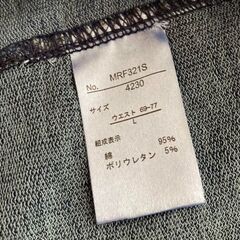 No. MRF321S
4230
サイズ
ウエスト 69-77
L
組成表示
綿 95%
ポリウレタン 5%